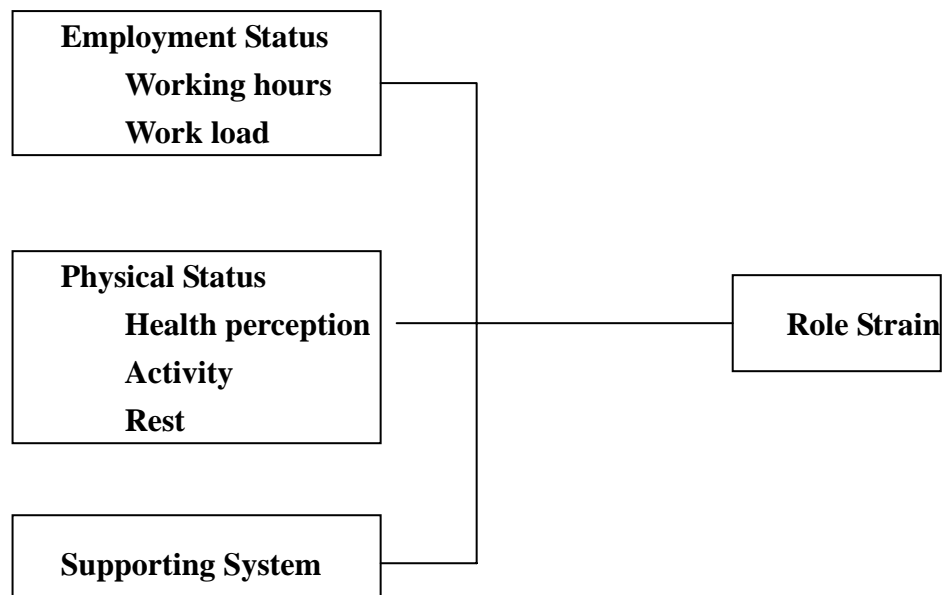 Employment Status
Working hours
Work load
Physical Status
Health perception
Activity
Rest
Role Strain
Supporting System